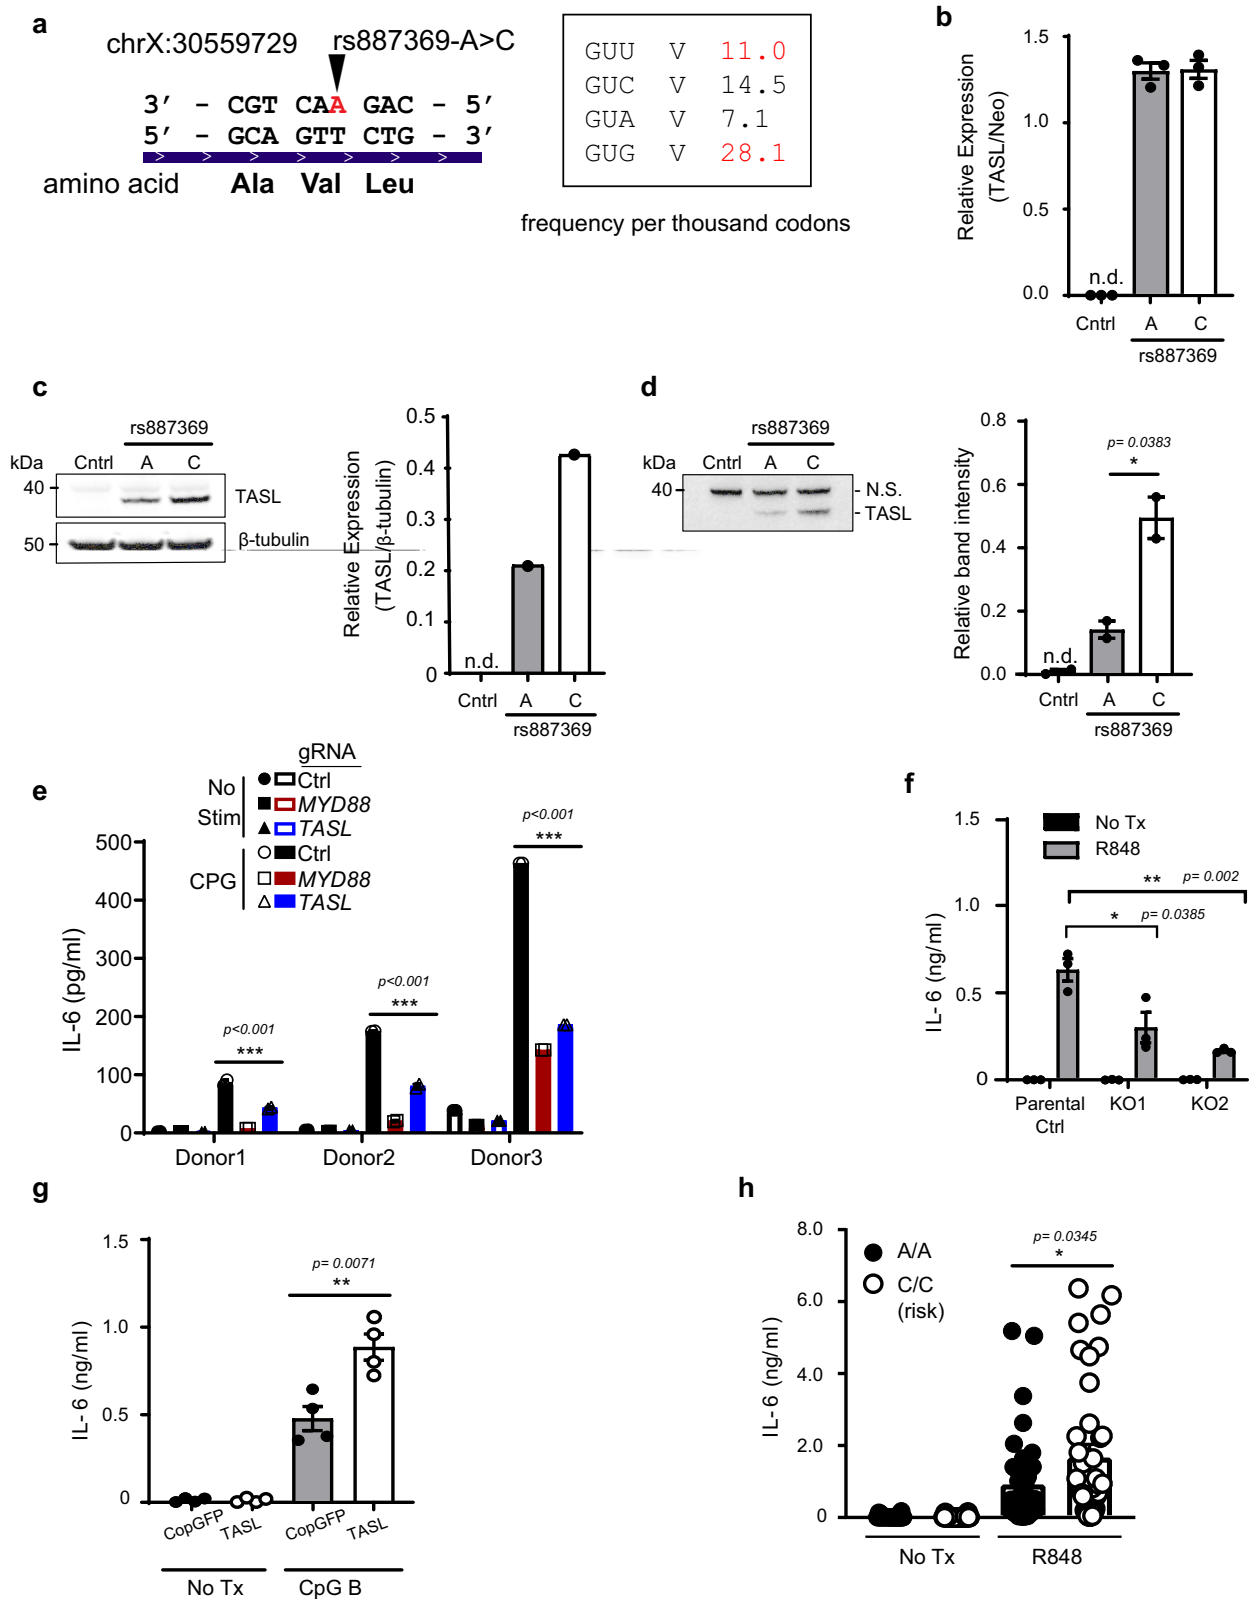 a
chrX:30559729 rs887369-A>C
3′ - CGT CAA GAC - 5′
5′ - GCA GTT CTG - 3′
> > > > > > >
amino acid Ala Val Leu
GUU V 11.0
GUC V 14.5
GUA V 7.1
GUG V 28.1
frequency per thousand codons
b
Relative Expression
(TASL/Neo)
1.5
1.0
0.5
0.0
n.d.
Cntrl A C
rs887369
c
rs887369
kDa Cntrl A C
40
TASL
50
β-tubulin
Relative Expression
(TASL/β-tubulin)
0.5
0.4
0.3
0.2
0.1
0
n.d.
Cntrl A C
rs887369
d
rs887369
kDa Cntrl A C
40
- N.S.
- TASL
Relative band intensity
0.8
0.6
0.4
0.2
0.0
p= 0.0383
*
n.d.
Cntrl A C
rs887369
e
gRNA
No
Stim
Ctrl
MYD88
TASL
CPG
Ctrl
MYD88
TASL
IL-6 (pg/ml)
500
400
300
200
100
0
p<0.001
***
p<0.001
***
p<0.001
***
Donor1 Donor2 Donor3
f
No Tx
R848
IL- 6 (ng/ml)
1.5
1.0
0.5
0
** p= 0.002
* p= 0.0385
Parental
Ctrl
KO1 KO2
g
IL- 6 (ng/ml)
1.5
1.0
0.5
0
p= 0.0071
**
CopGFP TASL CopGFP TASL
No Tx CpG B
h
A/A
C/C
(risk)
IL- 6 (ng/ml)
8.0
6.0
4.0
2.0
0
p= 0.0345
*
No Tx R848